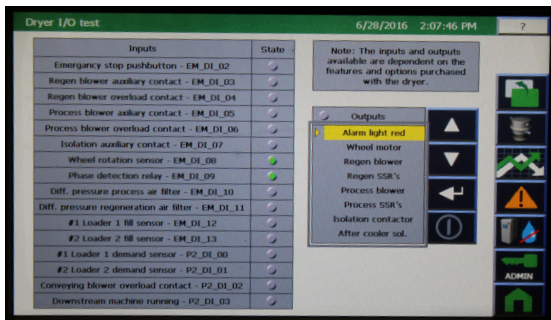 Dryer I/O test
6/28/2016 2:07:46 PM
?
Inputs State
Emergancy stop pushbutton - EM_DI_02
Regen blower auxiliary contact - EM_DI_03
Regen blower overload contact - EM_DI_04
Process blower axiliary contact - EM_DI_05
Process blower overload contact - EM_DI_06
Isolation auxiliary contact - EM_DI_07
Wheel rotation sensor - EM_DI_08
Phase detection relay - EM_DI_09
Diff. pressure process air filter - EM_DI_10
Diff. pressure regeneration air filter - EM_DI_11
#1 Loader 1 fill sensor - EM_DI_12
#2 Loader 2 fill sensor - EM_DI_13
#1 Loader 1 demand sensor - P2_DI_00
#2 Loader 2 demand sensor - P2_DI_01
Conveying blower overload contact - P2_DI_02
Downstream machine running - P2_DI_03
Note: The inputs and outputs
available are dependent on the
features and options purchased
with the dryer.
Outputs
Alarm light red
Wheel motor
Regen blower
Regen SSR's
Process blower
Process SSR's
Isolation contactor
After cooler sol.
ADMIN